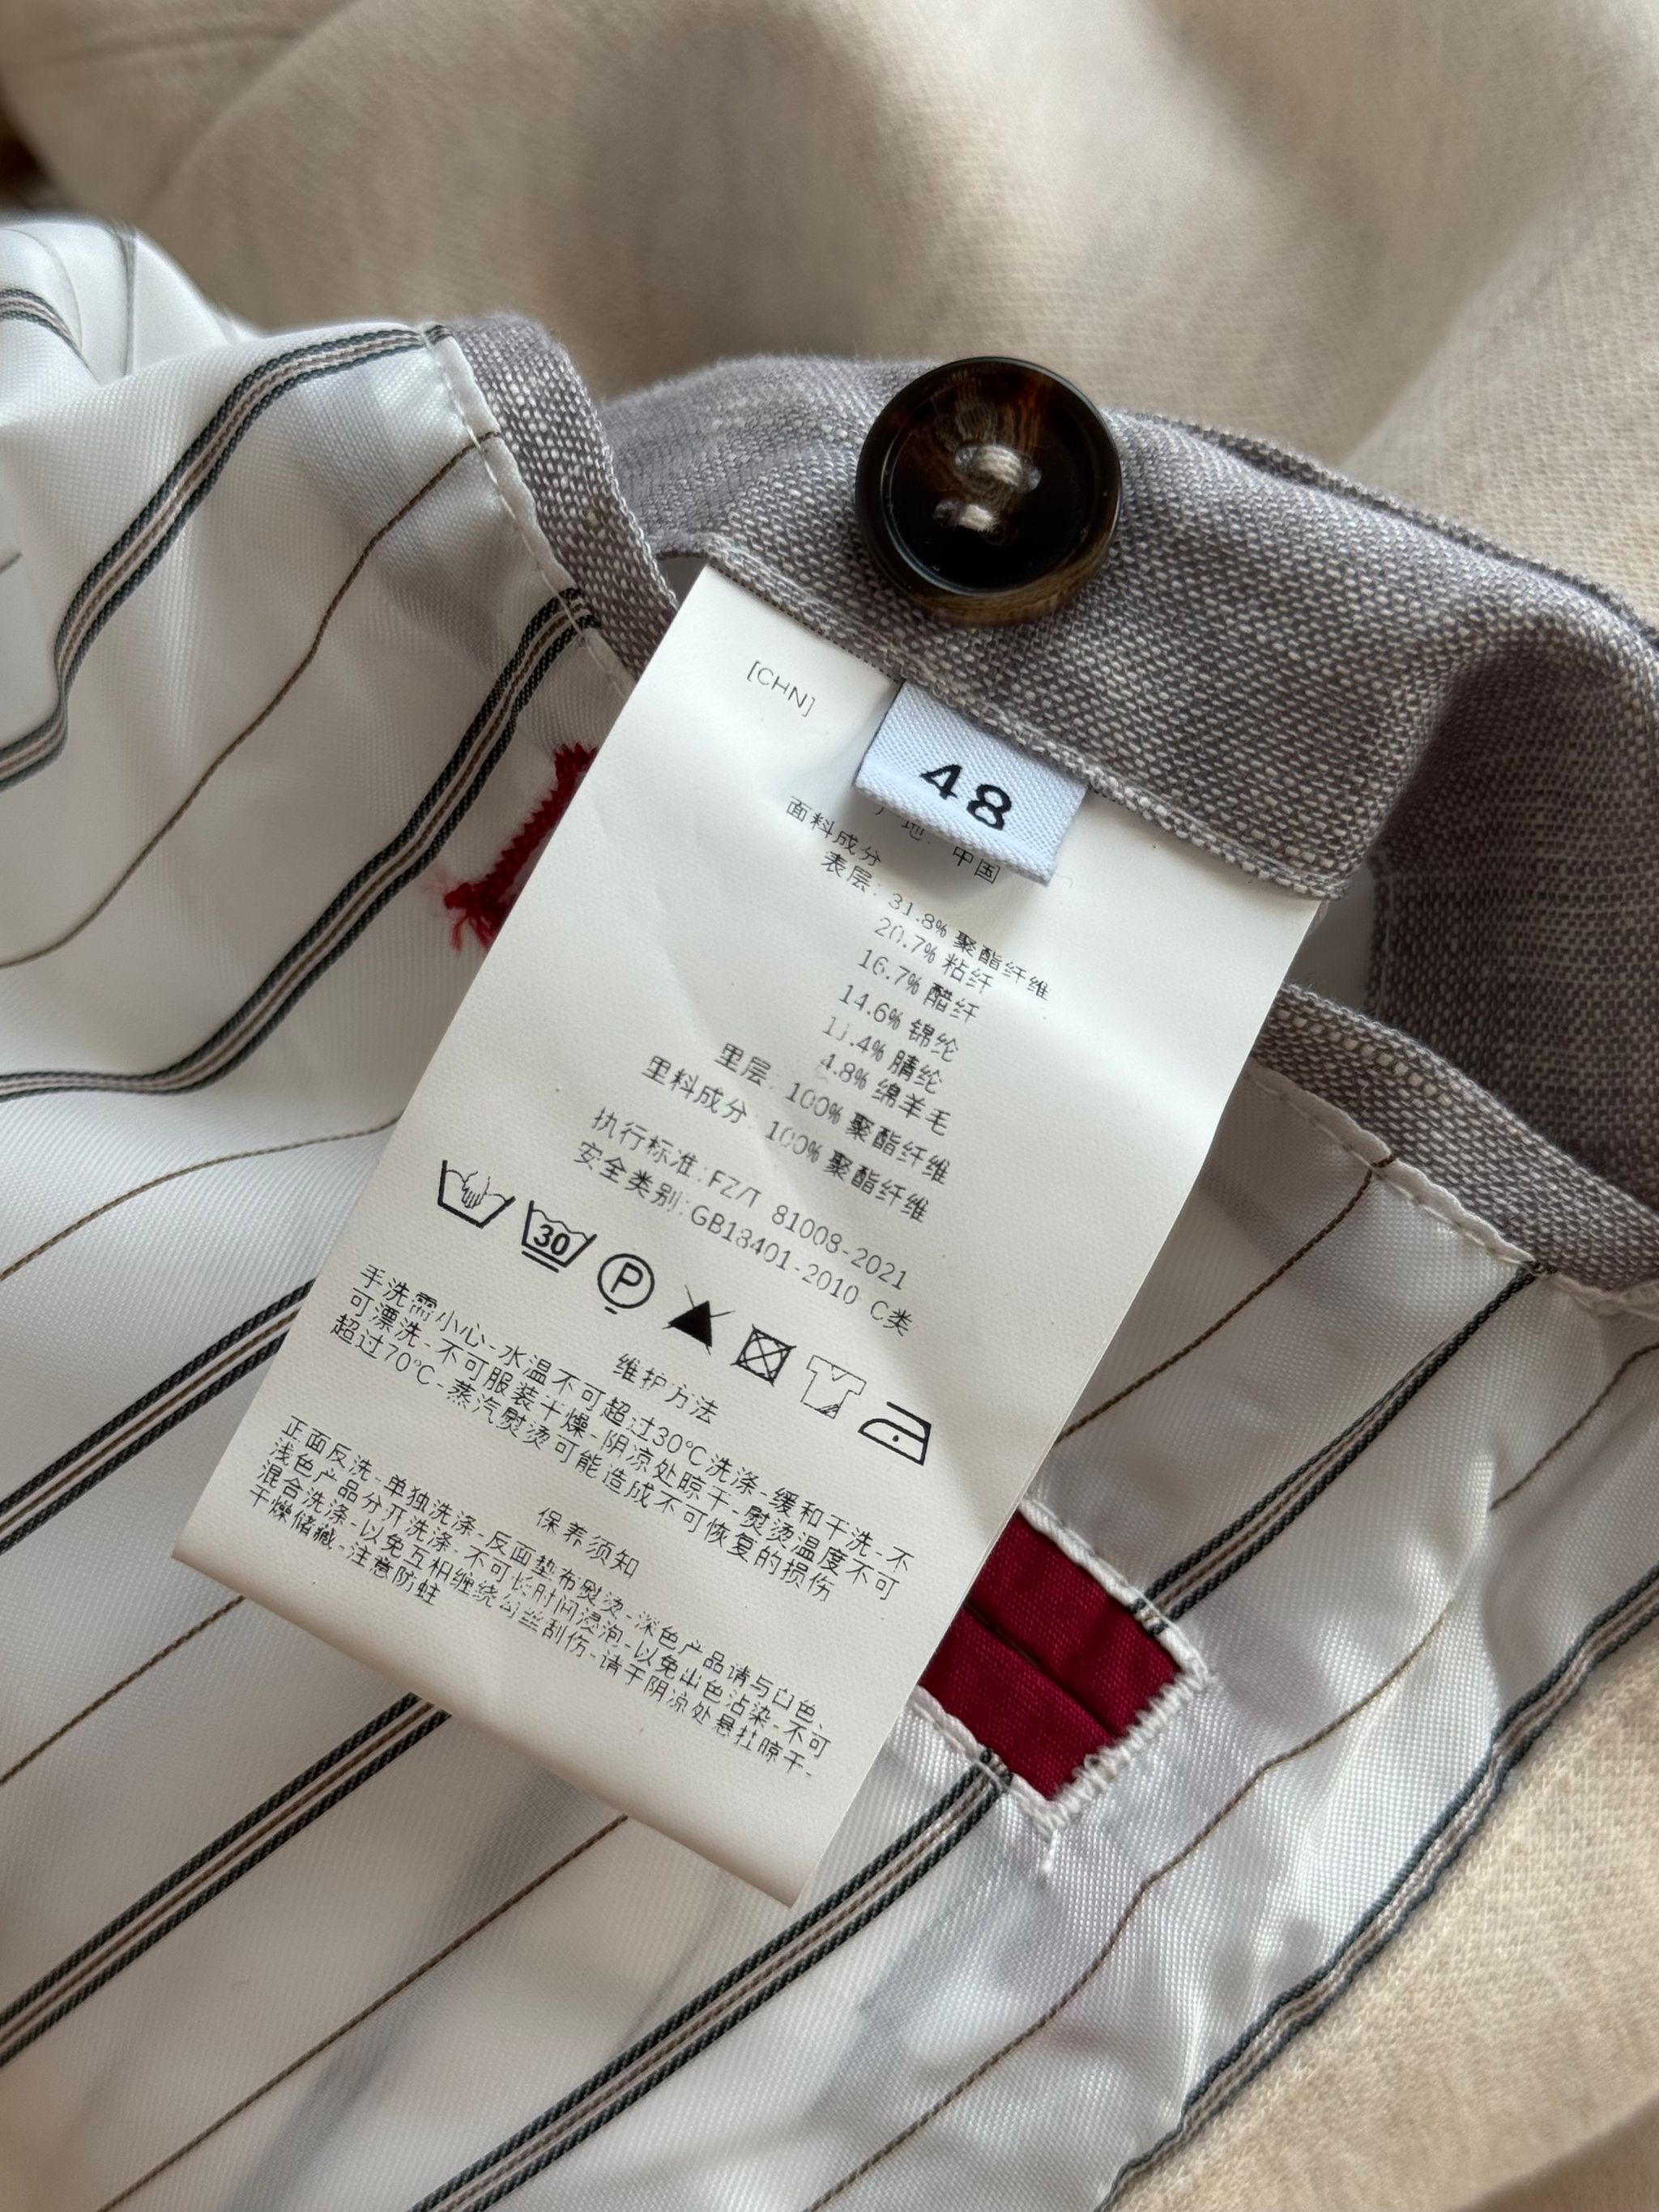 [CHN]
48
地: 中国
面料成分
表层: 31.8% 聚酯纤维
20.7% 粘纤
16.7% 醋纤
14.6% 锦纶
11.4% 腈纶
4.8% 绵羊毛
里层: 100% 聚酯纤维
里料成分: 100% 聚酯纤维
执行标准: FZ/T 81008-2021
安全类别: GB18401-2010 C类
30
P
维护方法
手洗需小心-水温不可超过30℃洗涤-缓和干洗-不
可漂洗-不可服装干燥-阴凉处晾干-熨烫温度不可
超过70℃-蒸汽熨烫可能造成不可恢复的损伤
保养须知
正面反洗-单独洗涤-反面垫布熨烫-深色产品请与白色、
浅色产品分开洗涤-不可长时间浸泡-以免出色沾染-不可
混合洗涤-以免互相缠绕勾丝刮伤-请于阴凉处悬挂晾干-
干燥储藏-注意防蛀